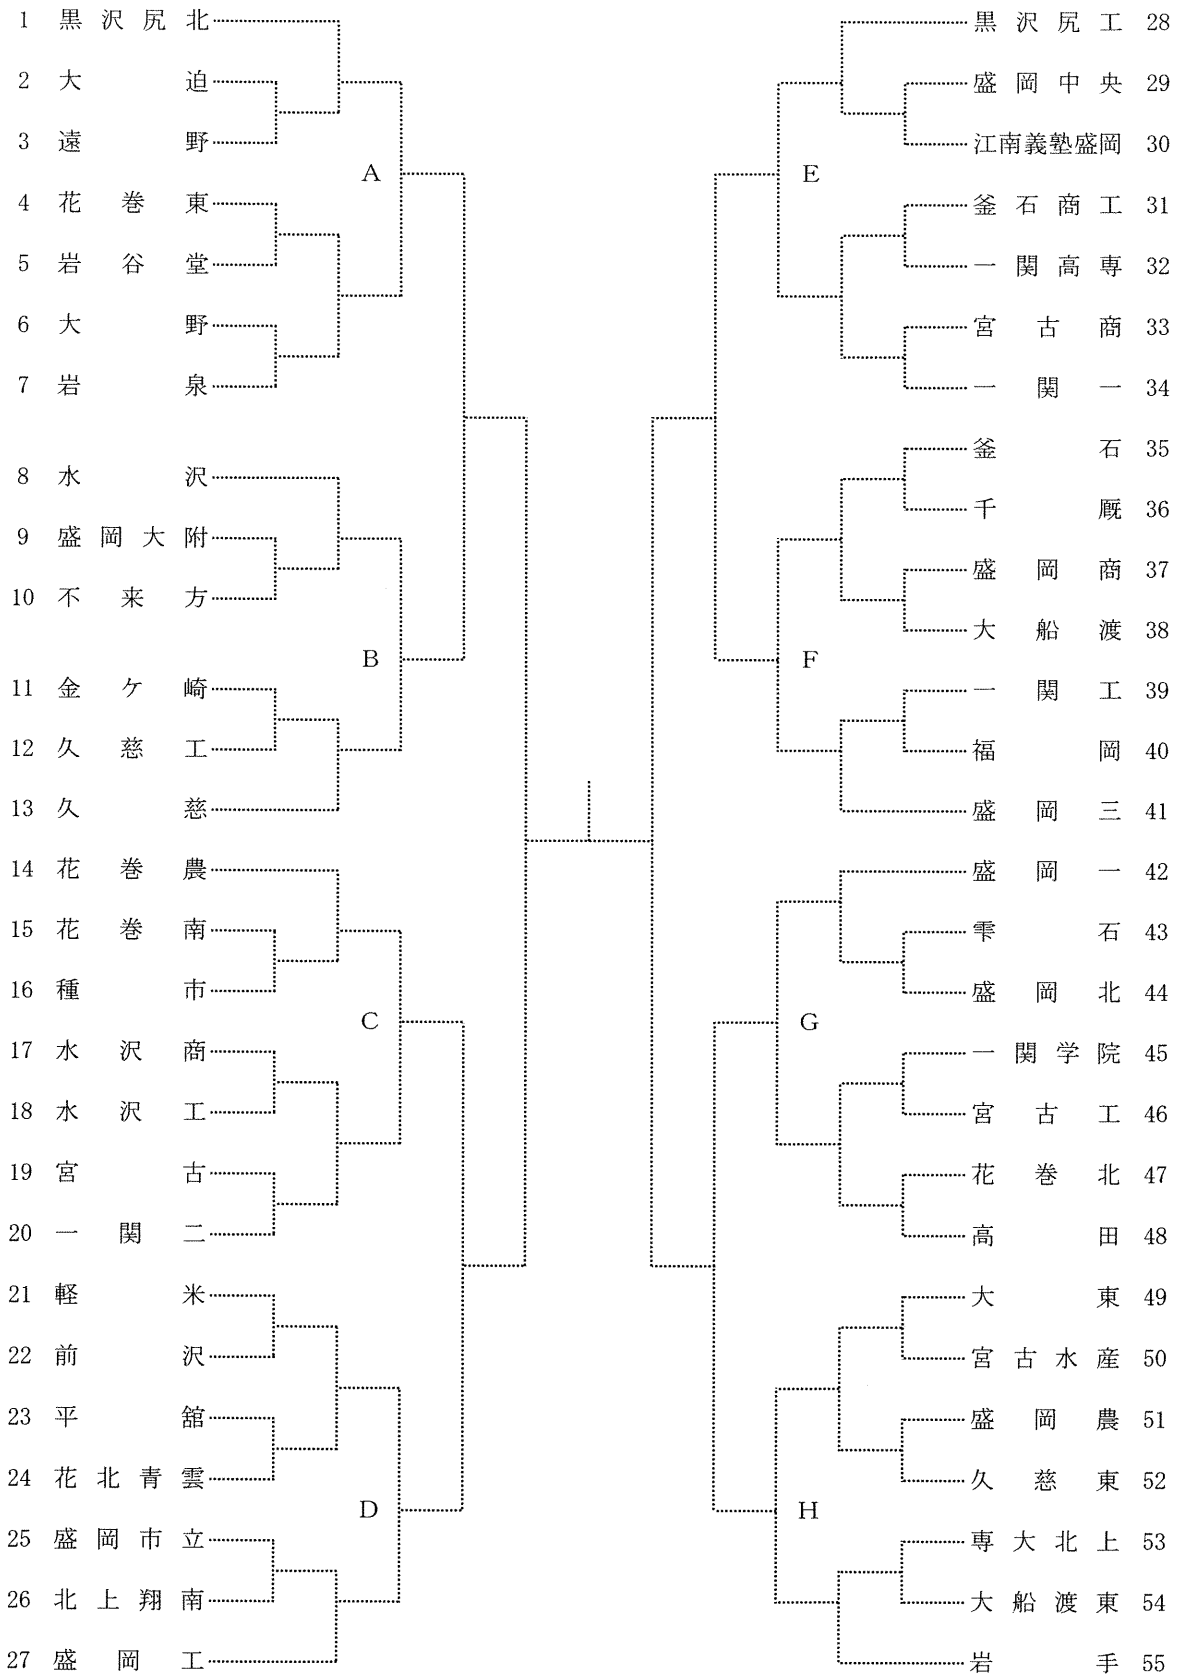 1 黒沢尻北
2 大迫
3 遠野
A
4 花巻東
5 岩谷堂
6 大野
7 岩泉
8 水沢
9 盛岡大附
10 不来方
B
11 金ケ崎
12 久慈工
13 久慈
14 花巻農
15 花巻南
16 種市
C
17 水沢商
18 水沢工
19 宮古
20 一関二
21 軽米
22 前沢
23 平舘
24 花北青雲
D
25 盛岡市立
26 北上翔南
27 盛岡工
黒沢尻工 28
盛岡中央 29
江南義塾盛岡 30
E
釜石商工 31
一関高専 32
宮古商 33
一関一 34
釜石 35
千厩 36
盛岡商 37
大船渡 38
F
一関工 39
福岡 40
盛岡三 41
盛岡一 42
雫石 43
盛岡北 44
G
一関学院 45
宮古工 46
花巻北 47
高田 48
大東 49
宮古水産 50
盛岡農 51
久慈東 52
H
専大北上 53
大船渡東 54
岩手 55